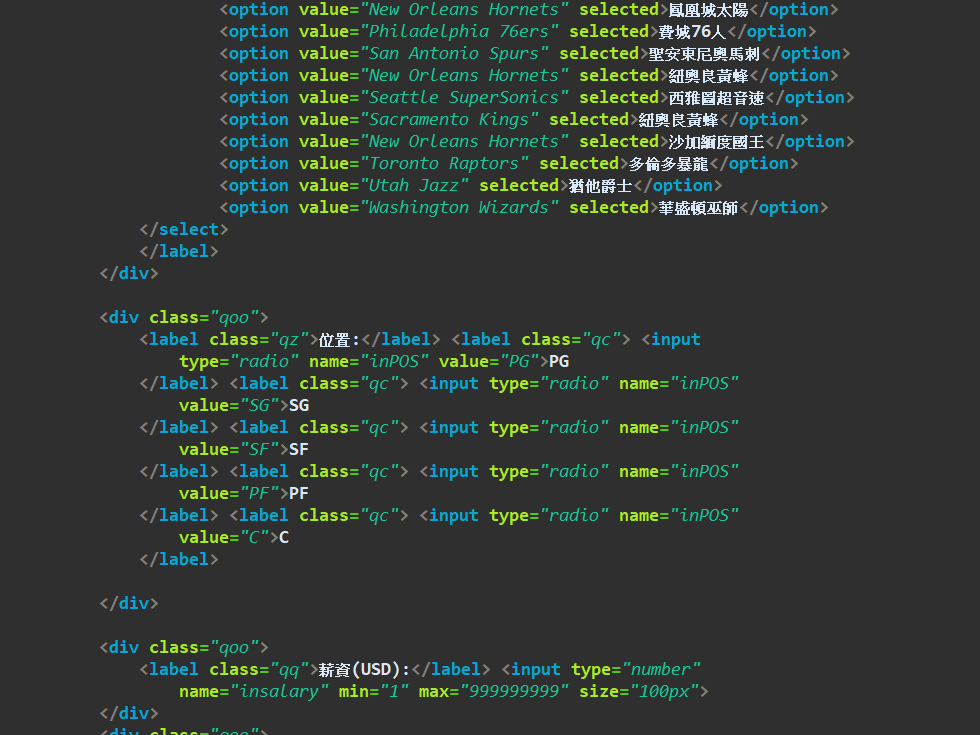 <option value="New Orleans Hornets" selected>鳳凰城太陽</option>
<option value="Philadelphia 76ers" selected>費城76人</option>
<option value="San Antonio Spurs" selected>聖安東尼奧馬刺</option>
<option value="New Orleans Hornets" selected>紐奧良黃蜂</option>
<option value="Seattle SuperSonics" selected>西雅圖超音速</option>
<option value="Sacramento Kings" selected>紐奧良黃蜂</option>
<option value="New Orleans Hornets" selected>沙加緬度國王</option>
<option value="Toronto Raptors" selected>多倫多暴龍</option>
<option value="Utah Jazz" selected>猶他爵士</option>
<option value="Washington Wizards" selected>華盛頓巫師</option>
</select>
</label>
</div>
<div class="qoo">
<label class="qz">位置:</label> <label class="qc"> <input
type="radio" name="inPOS" value="PG">PG
</label> <label class="qc"> <input type="radio" name="inPOS"
value="SG">SG
</label> <label class="qc"> <input type="radio" name="inPOS"
value="SF">SF
</label> <label class="qc"> <input type="radio" name="inPOS"
value="PF">PF
</label> <label class="qc"> <input type="radio" name="inPOS"
value="C">C
</label>
</div>
<div class="qoo">
<label class="qq">薪資(USD):</label> <input type="number"
name="insalary" min="1" max="999999999" size="100px">
</div>
<div class="qoo">